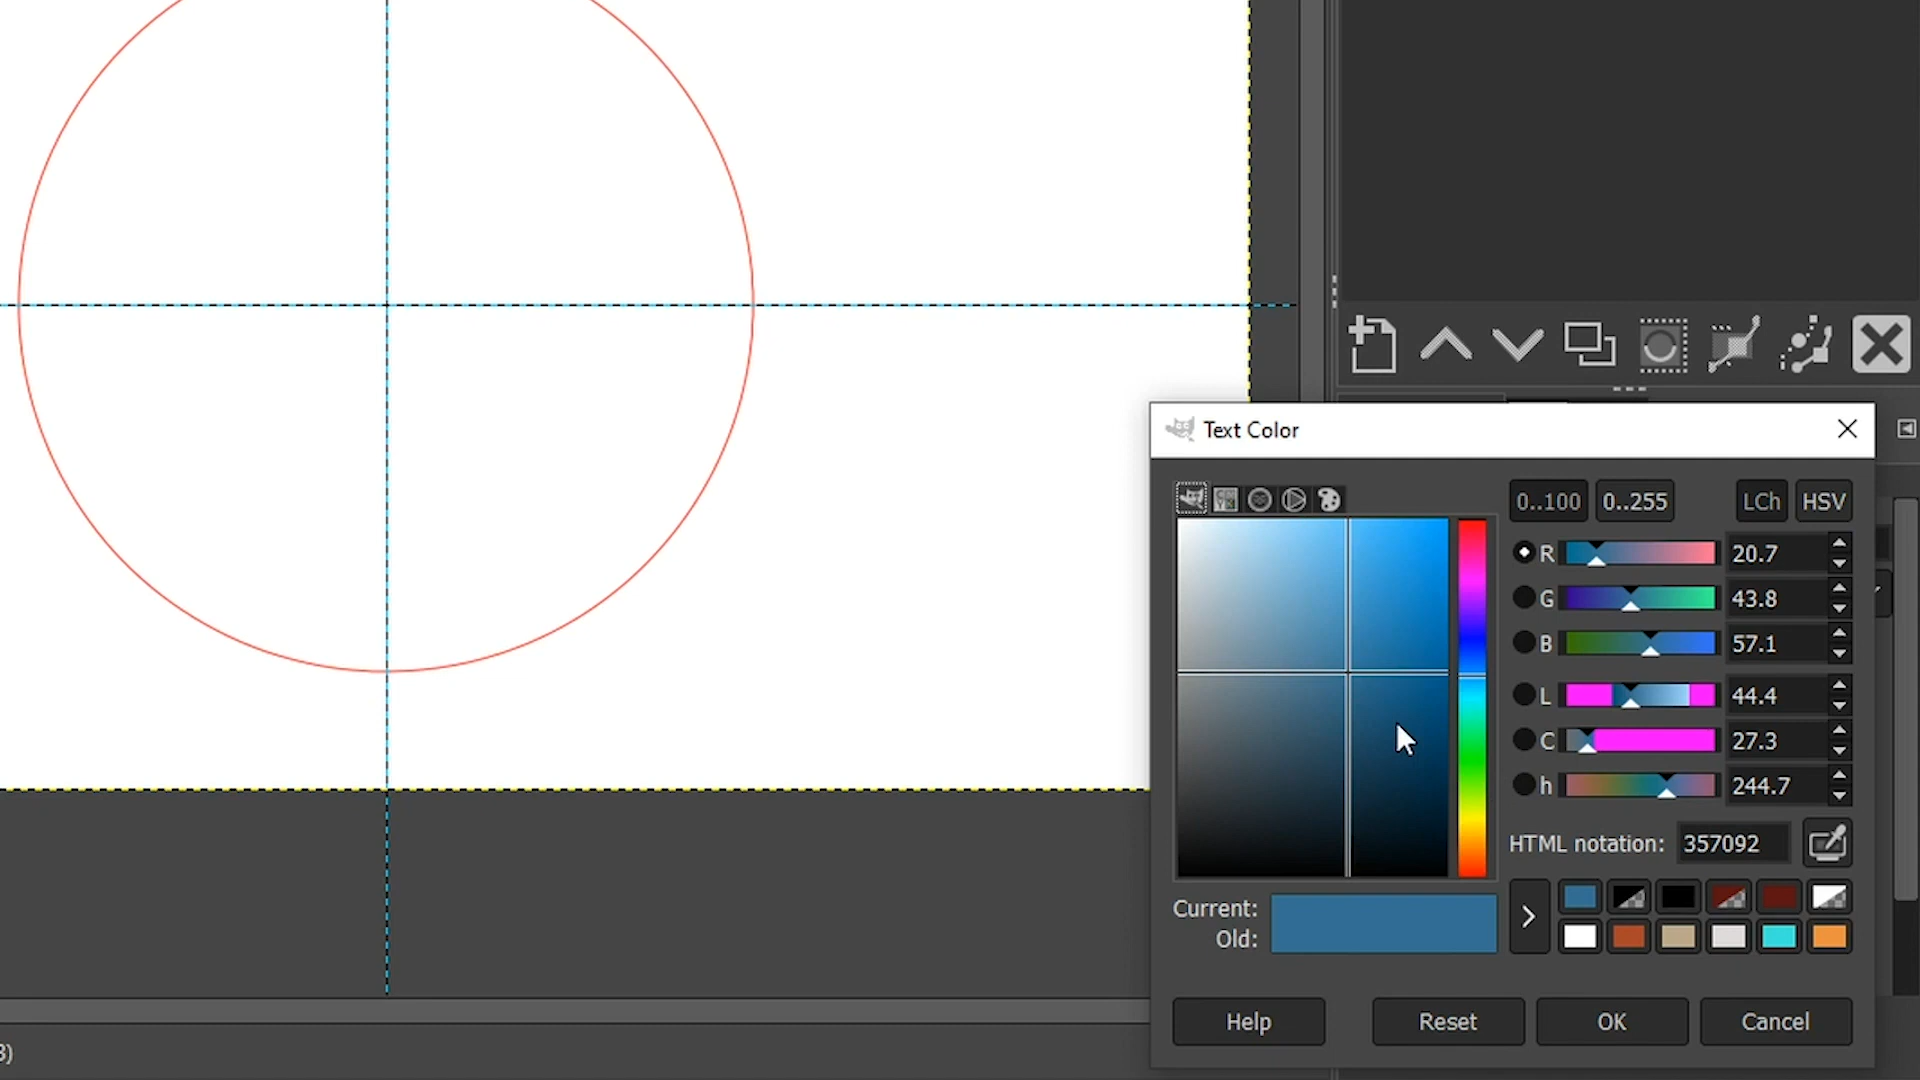 Text Color
0..100 0..255 LCh HSV
R 20.7
G 43.8
B 57.1
L 44.4
C 27.3
h 244.7
HTML notation: 357092
Current:
Old:
Help Reset OK Cancel
3)